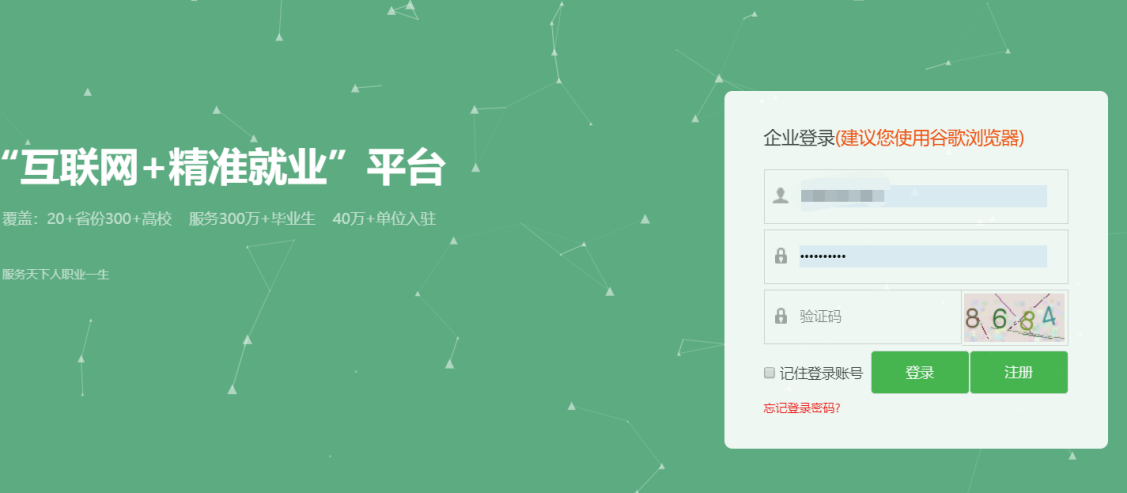 “互联网+精准就业”平台
覆盖：20+省份300+高校 服务300万+毕业生 40万+单位入驻
服务天下人职业一生
企业登录(建议您使用谷歌浏览器)
••••••••••
验证码
8684
记住登录账号
登录
注册
忘记登录密码?